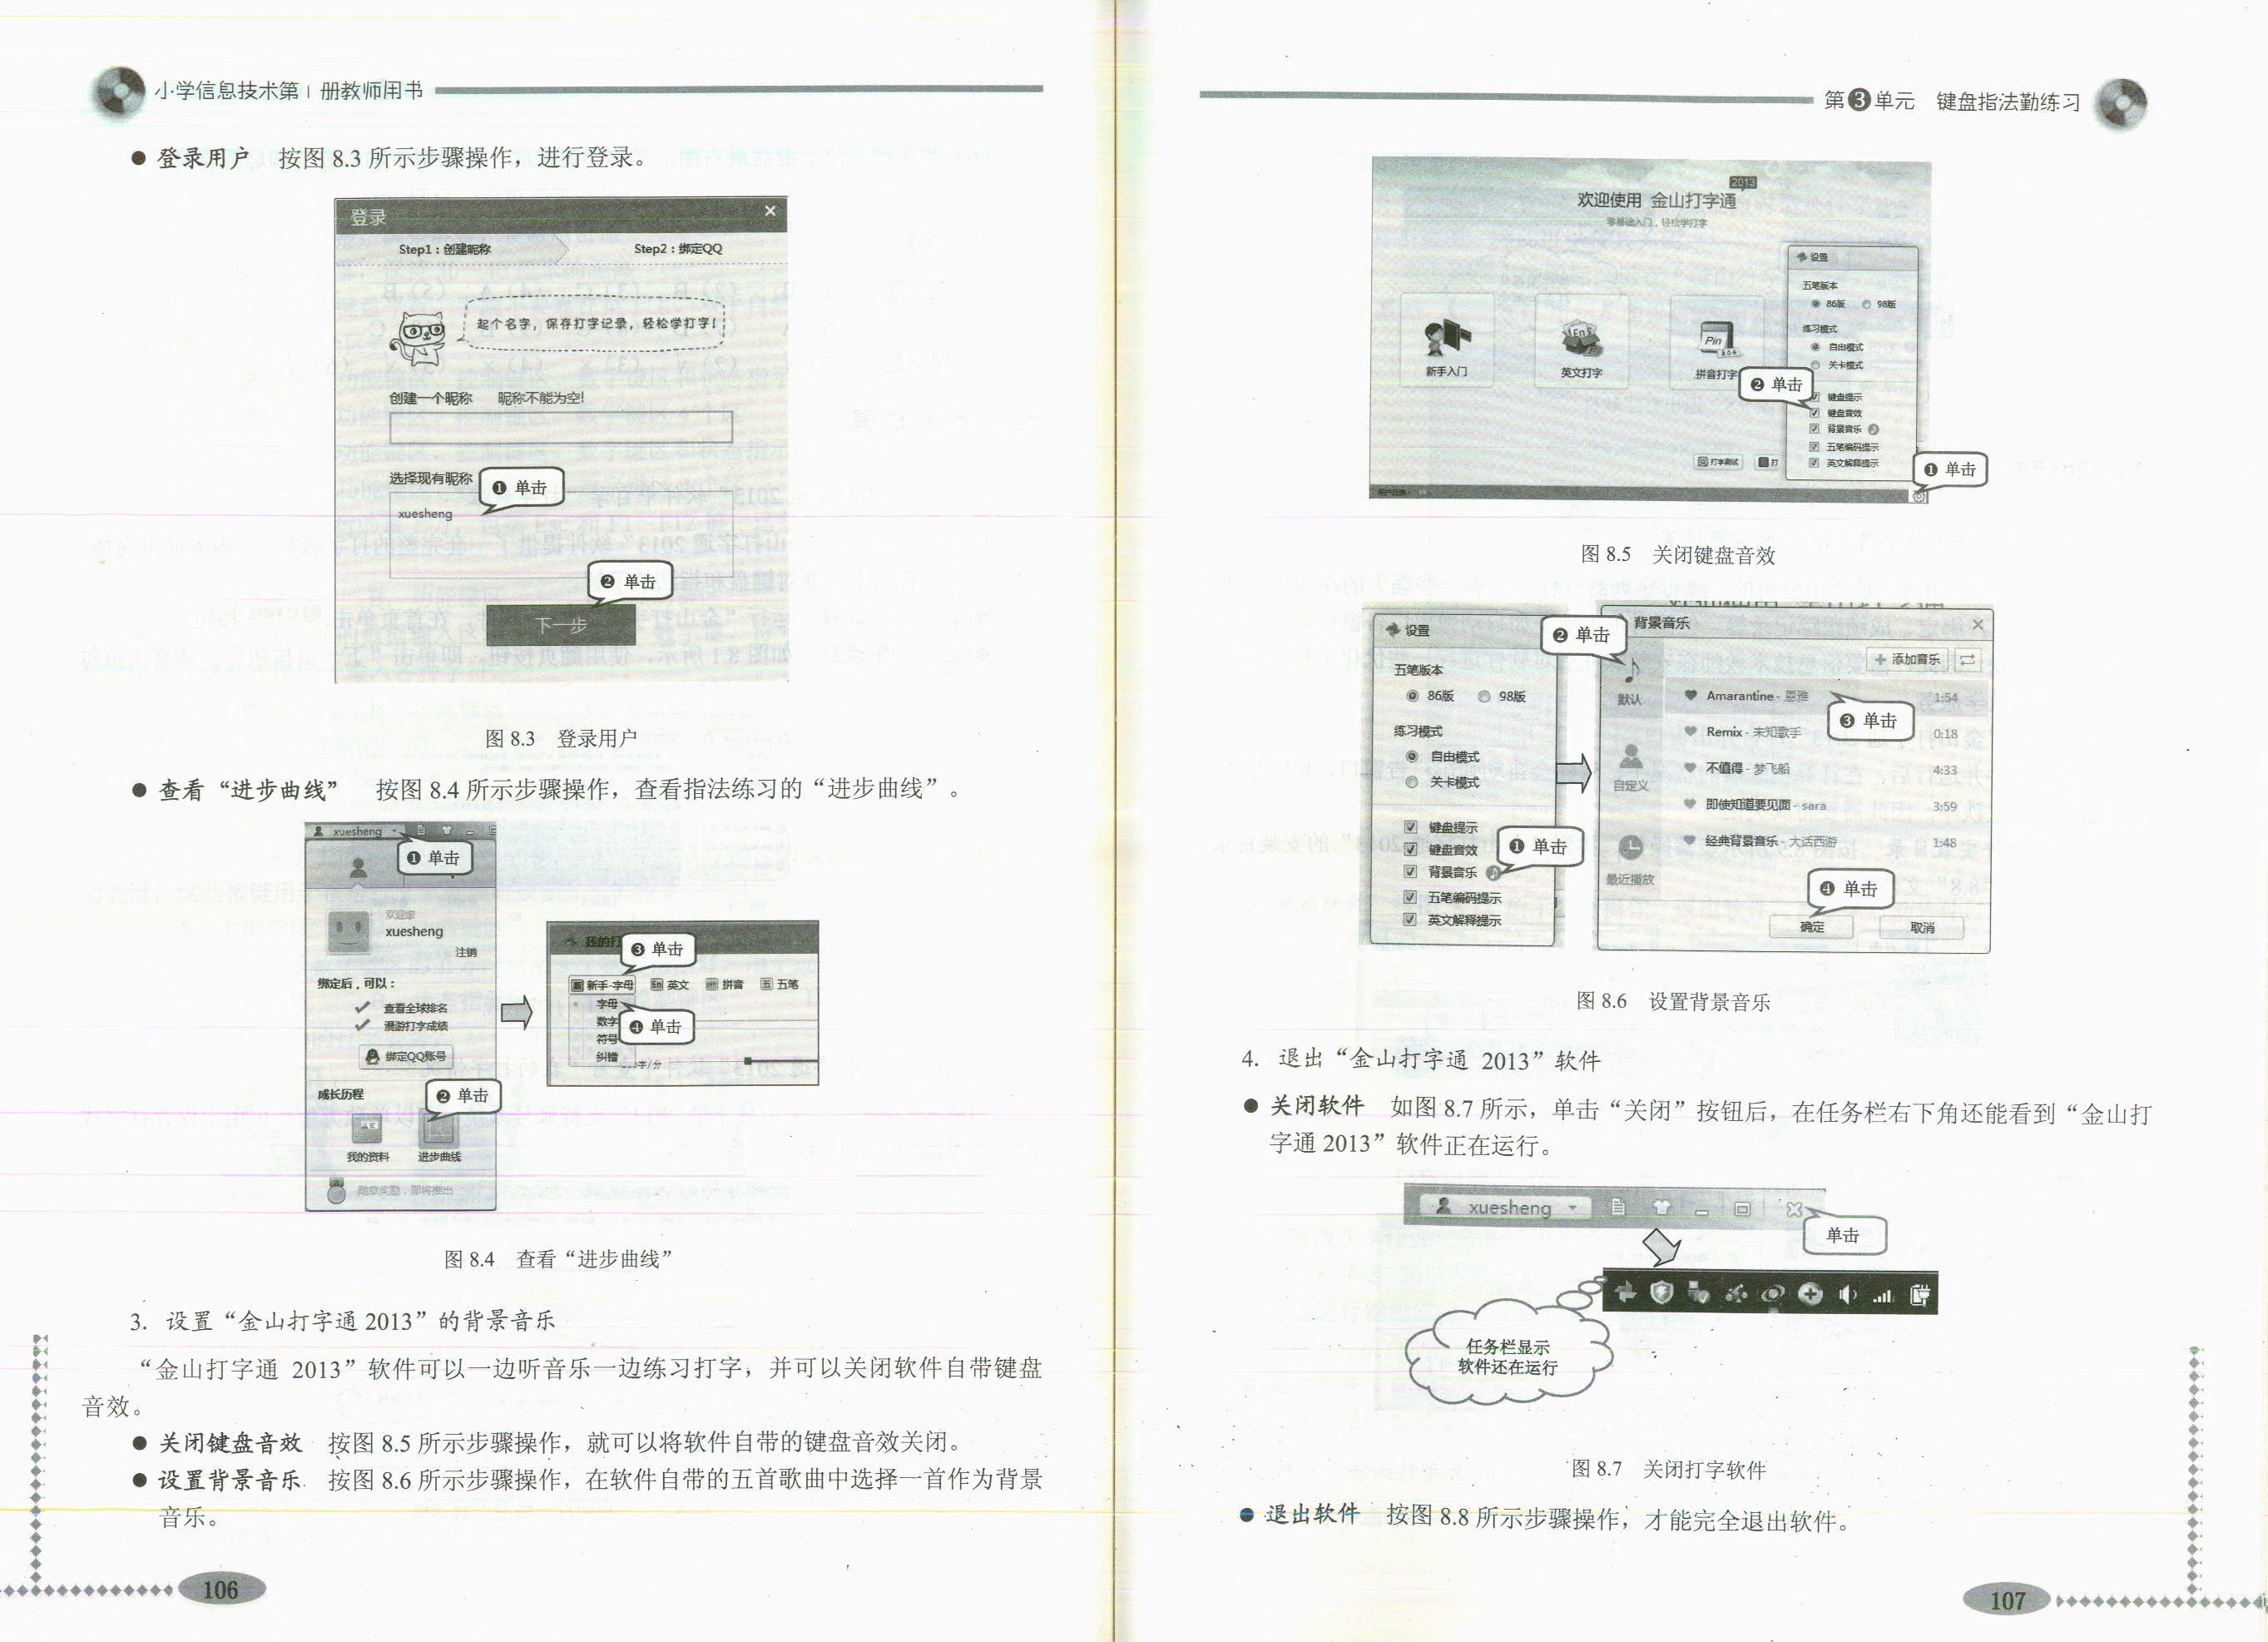 小学信息技术第1册教师用书
● 登录用户 按图 8.3 所示步骤操作，进行登录。
登录
Step1：创建昵称 Step2：绑定QQ
起个名字，保存打字记录，轻松学打字！
创建一个昵称 昵称不能为空!
选择现有昵称
❶ 单击
xuesheng
❷ 单击
下一步
图 8.3 登录用户
● 查看“进步曲线” 按图 8.4 所示步骤操作，查看指法练习的“进步曲线”。
xuesheng
❶ 单击
欢迎您
xuesheng
注销
绑定后，可以：
查看全球排名
漫游打字成绩
绑定QQ账号
成长历程
❷ 单击
我的资料 进步曲线
勋章奖励，即将推出
我的打
❸ 单击
新手-字母 英文 拼音 五笔
字母
数字
❹ 单击
符号
纠错
字/分
图 8.4 查看“进步曲线”
3. 设置“金山打字通 2013”的背景音乐
“金山打字通 2013”软件可以一边听音乐一边练习打字，并可以关闭软件自带键盘
音效。
● 关闭键盘音效 按图 8.5 所示步骤操作，就可以将软件自带的键盘音效关闭。
● 设置背景音乐 按图 8.6 所示步骤操作，在软件自带的五首歌曲中选择一首作为背景
音乐。
106
第❸单元 键盘指法勤练习
2013
欢迎使用 金山打字通
零基础入门，轻松学打字
新手入门
英文打字
拼音打字
设置
五笔版本
86版 98版
练习模式
自由模式
关卡模式
❷ 单击
键盘提示
键盘音效
背景音乐
五笔编码提示
英文解释提示
打字测试
打
❶ 单击
图 8.5 关闭键盘音效
设置
五笔版本
86版 98版
练习模式
自由模式
关卡模式
键盘提示
键盘音效
背景音乐
五笔编码提示
英文解释提示
❶ 单击
❷ 单击
背景音乐
添加音乐
默认
自定义
最近播放
Amarantine - 恩雅 1:54
❸ 单击
Remix - 未知歌手 0:18
不值得 - 梦飞船 4:33
即使知道要见面 - sara 3:59
经典背景音乐 - 大话西游 1:48
❹ 单击
确定 取消
图 8.6 设置背景音乐
4. 退出“金山打字通 2013”软件
● 关闭软件 如图 8.7 所示，单击“关闭”按钮后，在任务栏右下角还能看到“金山打
字通 2013”软件正在运行。
xuesheng
单击
任务栏显示
软件还在运行
图 8.7 关闭打字软件
● 退出软件 按图 8.8 所示步骤操作，才能完全退出软件。
107